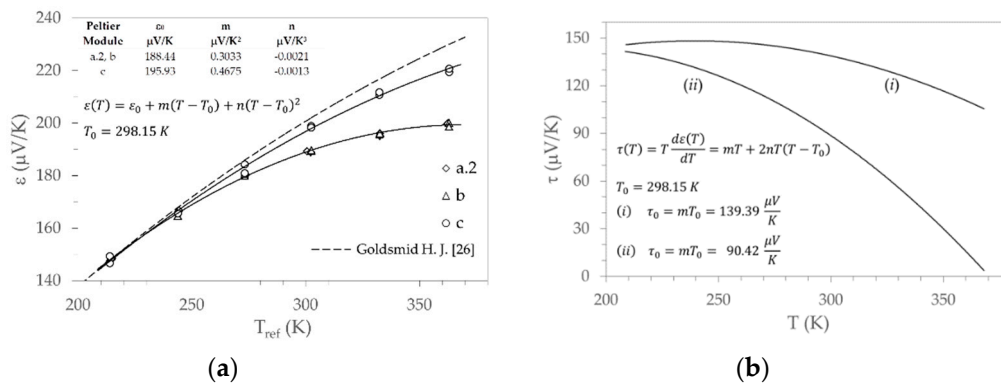 240
220
200
180
160
140
ε (μV/K)
Peltier ε₀ m n
Module μV/K μV/K² μV/K³
a.2, b 188.44 0.3033 -0.0021
c 195.93 0.4675 -0.0013
ε(T) = ε₀ + m(T − T₀) + n(T − T₀)²
T₀ = 298.15 K
a.2
b
c
Goldsmid H. J. [26]
200 250 300 350 400
T_ref (K)
(a)
150
120
90
60
30
0
τ (μV/K)
(i)
(ii)
τ(T) = T dε(T)/dT = mT + 2nT(T − T₀)
T₀ = 298.15 K
(i) τ₀ = mT₀ = 139.39 μV/K
(ii) τ₀ = mT₀ = 90.42 μV/K
200 250 300 350
T (K)
(b)